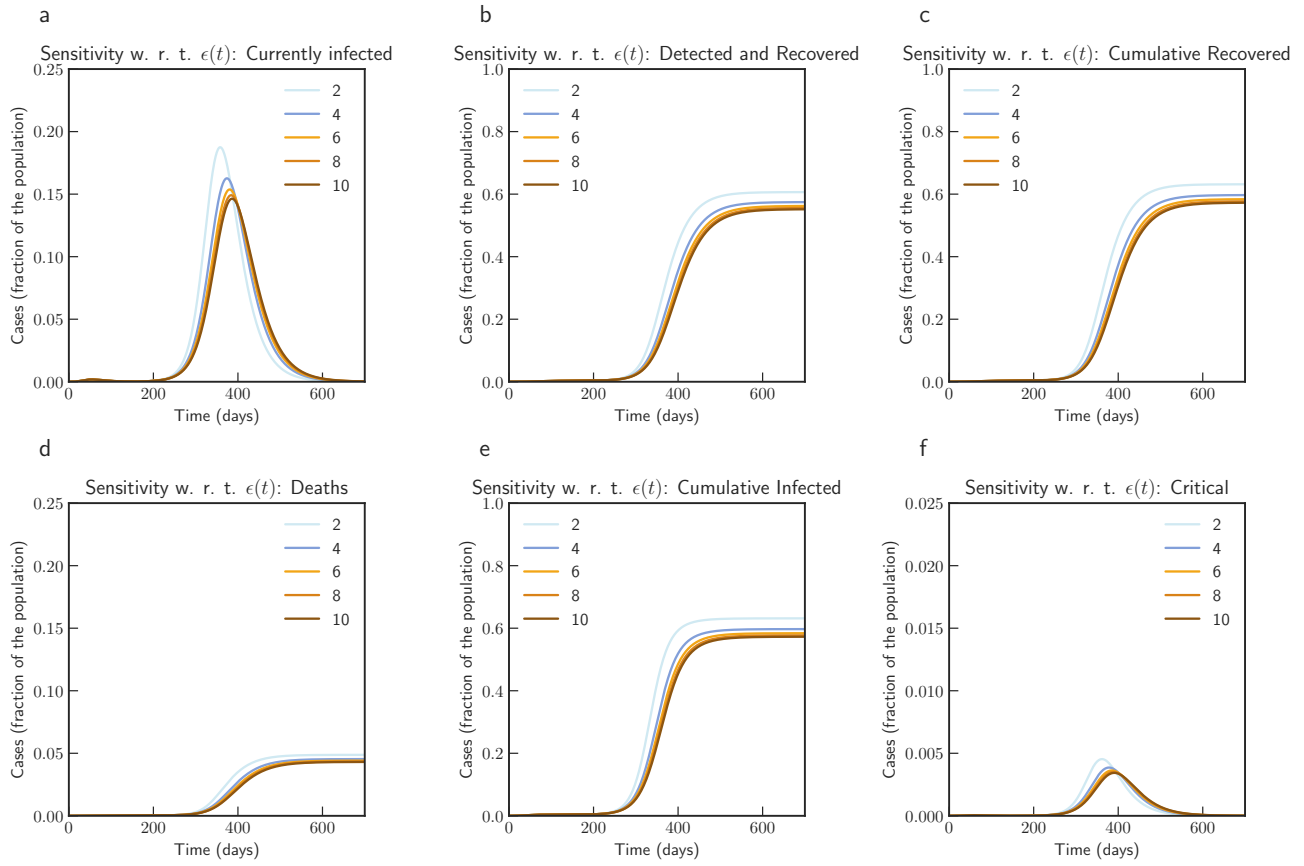 a
Sensitivity w. r. t. ϵ(t): Currently infected
0.25
0.20
0.15
0.10
0.05
0.00
Cases (fraction of the population)
2
4
6
8
10
0 200 400 600
Time (days)
b
Sensitivity w. r. t. ϵ(t): Detected and Recovered
1.0
0.8
0.6
0.4
0.2
0.0
Cases (fraction of the population)
2
4
6
8
10
0 200 400 600
Time (days)
c
Sensitivity w. r. t. ϵ(t): Cumulative Recovered
1.0
0.8
0.6
0.4
0.2
0.0
Cases (fraction of the population)
2
4
6
8
10
0 200 400 600
Time (days)
d
Sensitivity w. r. t. ϵ(t): Deaths
0.25
0.20
0.15
0.10
0.05
0.00
Cases (fraction of the population)
2
4
6
8
10
0 200 400 600
Time (days)
e
Sensitivity w. r. t. ϵ(t): Cumulative Infected
1.0
0.8
0.6
0.4
0.2
0.0
Cases (fraction of the population)
2
4
6
8
10
0 200 400 600
Time (days)
f
Sensitivity w. r. t. ϵ(t): Critical
0.025
0.020
0.015
0.010
0.005
0.000
Cases (fraction of the population)
2
4
6
8
10
0 200 400 600
Time (days)